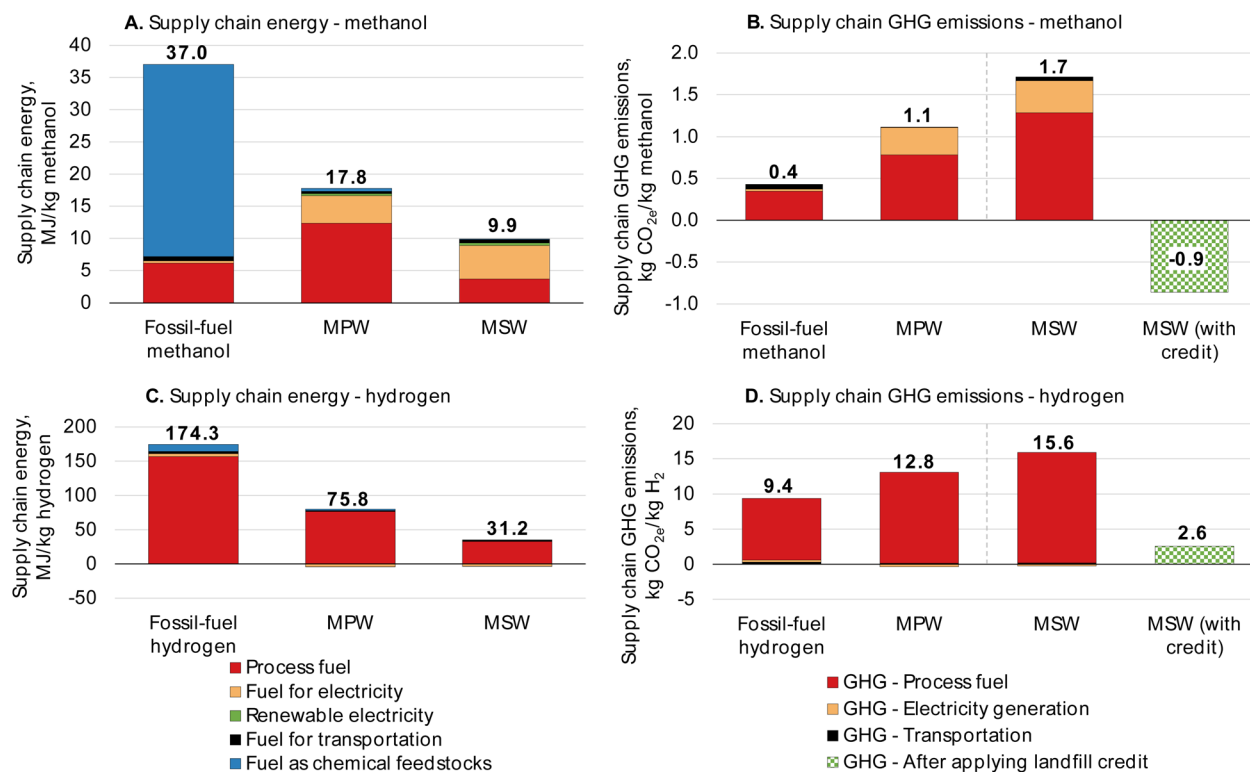 A. Supply chain energy - methanol
Supply chain energy,
MJ/kg methanol
40
35
30
25
20
15
10
5
0
37.0
17.8
9.9
Fossil-fuel
methanol
MPW
MSW
B. Supply chain GHG emissions - methanol
Supply chain GHG emissions,
kg CO2e/kg methanol
2.0
1.5
1.0
0.5
0.0
-0.5
-1.0
0.4
1.1
1.7
-0.9
Fossil-fuel
methanol
MPW
MSW
MSW (with
credit)
C. Supply chain energy - hydrogen
Supply chain energy,
MJ/kg hydrogen
200
150
100
50
0
-50
174.3
75.8
31.2
Fossil-fuel
hydrogen
MPW
MSW
Process fuel
Fuel for electricity
Renewable electricity
Fuel for transportation
Fuel as chemical feedstocks
D. Supply chain GHG emissions - hydrogen
Supply chain GHG emissions,
kg CO2e/kg H2
20
15
10
5
0
-5
9.4
12.8
15.6
2.6
Fossil-fuel
hydrogen
MPW
MSW
MSW (with
credit)
GHG - Process fuel
GHG - Electricity generation
GHG - Transportation
GHG - After applying landfill credit